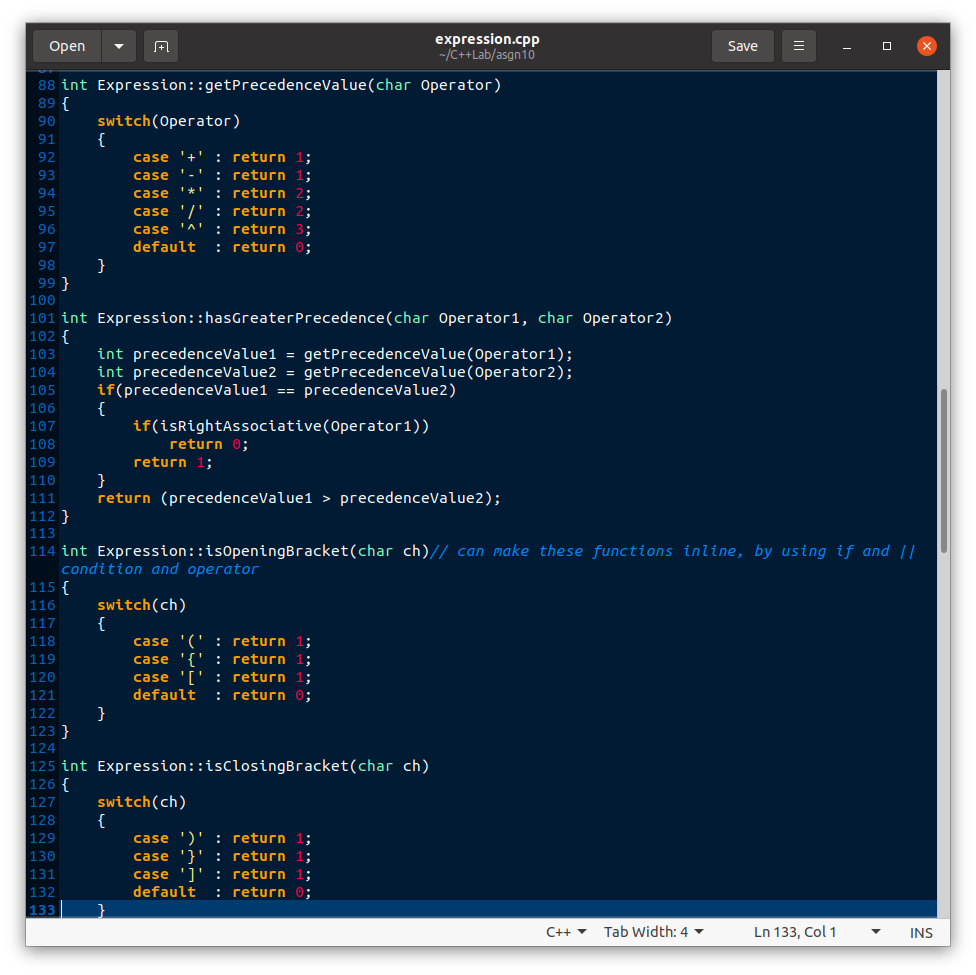 Open
expression.cpp
~/C++Lab/asgn10
Save
88 int Expression::getPrecedenceValue(char Operator)
89 {
90     switch(Operator)
91     {
92         case '+' : return 1;
93         case '-' : return 1;
94         case '*' : return 2;
95         case '/' : return 2;
96         case '^' : return 3;
97         default  : return 0;
98     }
99 }
100
101 int Expression::hasGreaterPrecedence(char Operator1, char Operator2)
102 {
103     int precedenceValue1 = getPrecedenceValue(Operator1);
104     int precedenceValue2 = getPrecedenceValue(Operator2);
105     if(precedenceValue1 == precedenceValue2)
106     {
107         if(isRightAssociative(Operator1))
108             return 0;
109         return 1;
110     }
111     return (precedenceValue1 > precedenceValue2);
112 }
113
114 int Expression::isOpeningBracket(char ch)// can make these functions inline, by using if and ||
condition and operator
115 {
116     switch(ch)
117     {
118         case '(' : return 1;
119         case '{' : return 1;
120         case '[' : return 1;
121         default  : return 0;
122     }
123 }
124
125 int Expression::isClosingBracket(char ch)
126 {
127     switch(ch)
128     {
129         case ')' : return 1;
130         case '}' : return 1;
131         case ']' : return 1;
132         default  : return 0;
133     }
C++ Tab Width: 4 Ln 133, Col 1 INS